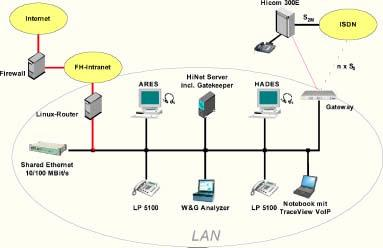 Internet
Firewall
FH-Intranet
Linux-Router
ARES
HiNet Server
incl. Gatekeeper
HADES
Hicom 300E
S2M
ISDN
n x S0
Gateway
Shared Ethernet
10/100 MBit/s
LP 5100
W&G Analyzer
LP 5100
Notebook mit
TraceView VoIP
LAN